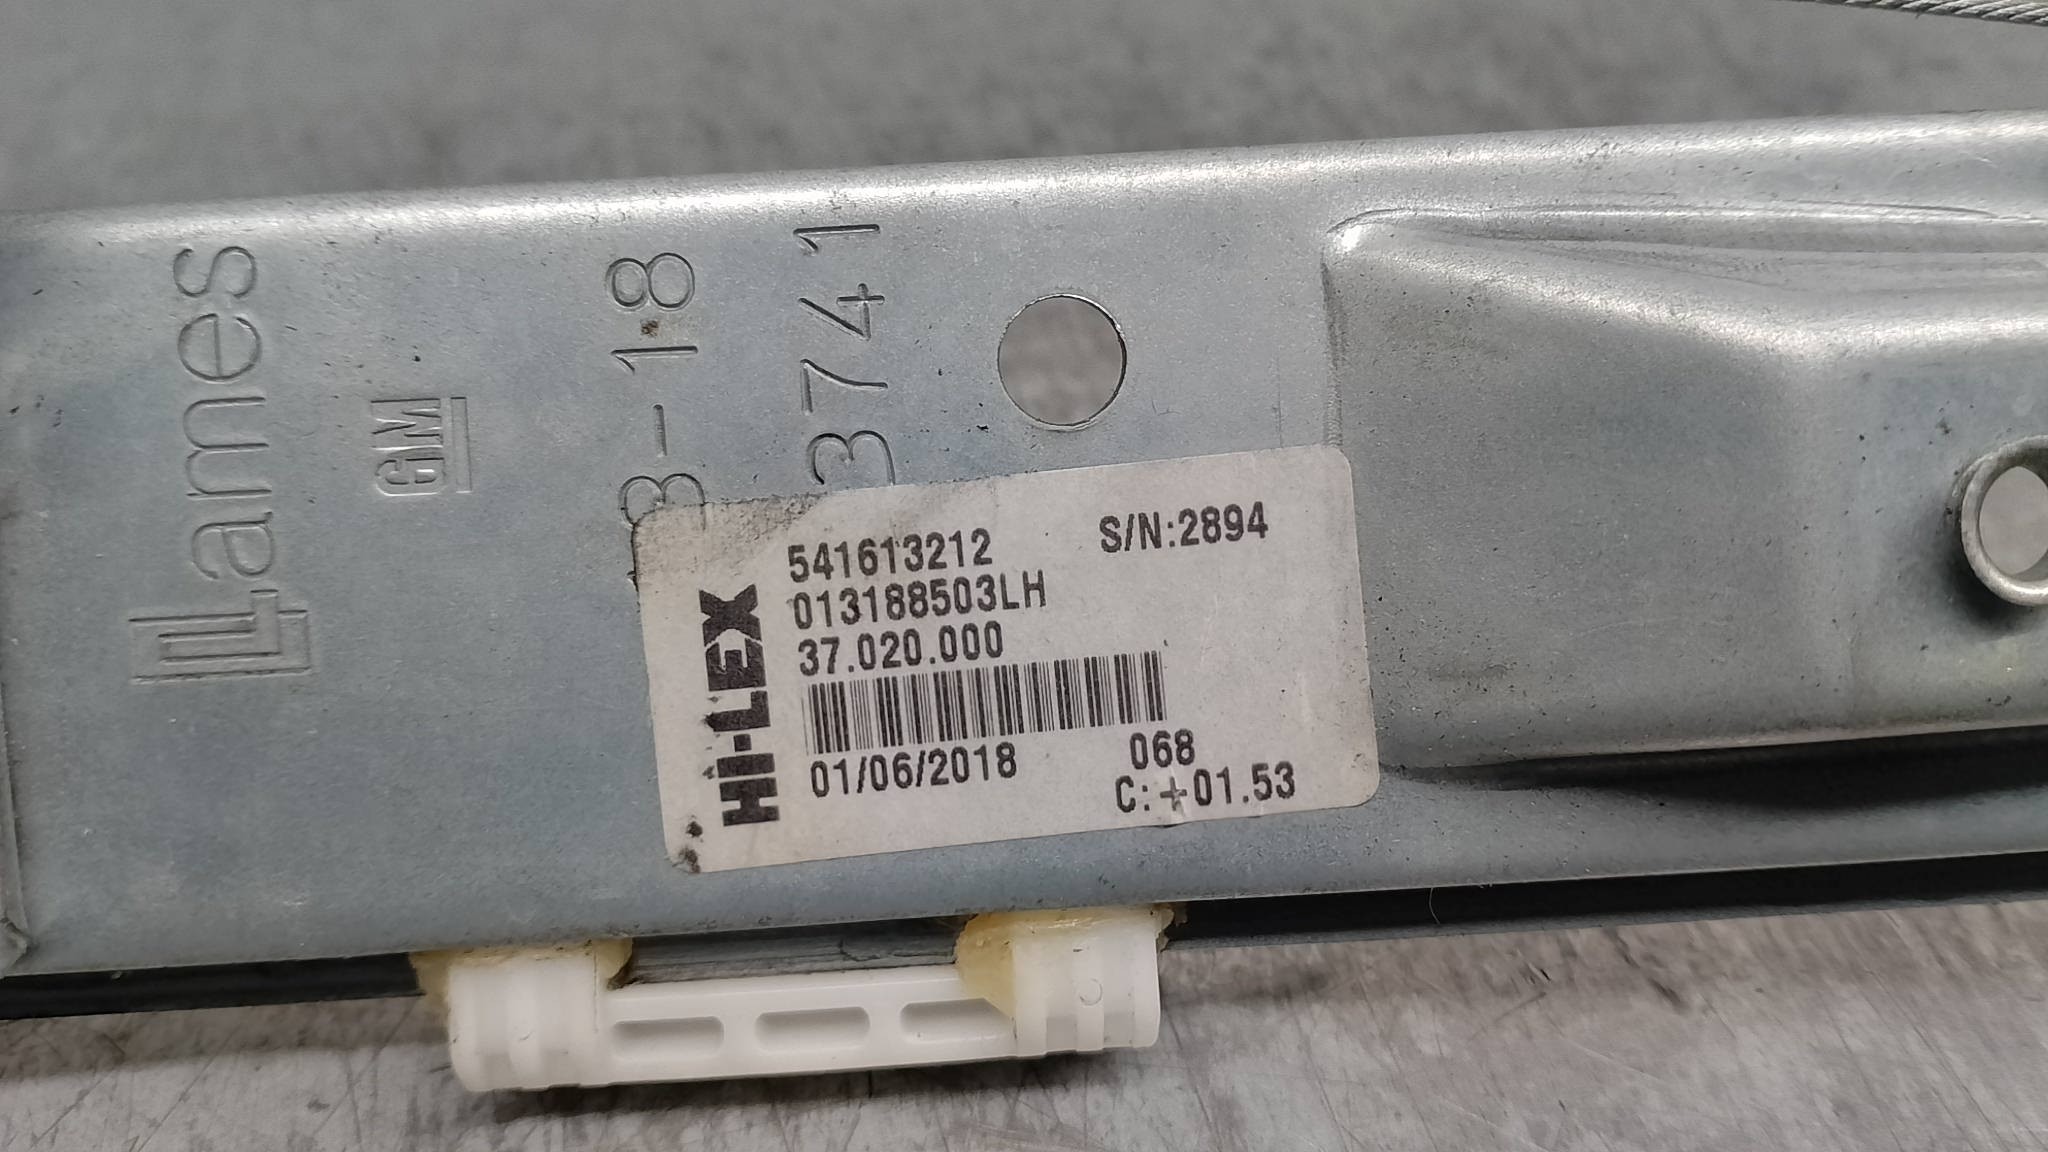 Lames
GM
3-18
3741
HI-LEX
541613212
S/N:2894
013188503LH
37.020.000
01/06/2018
068
C:+01.53